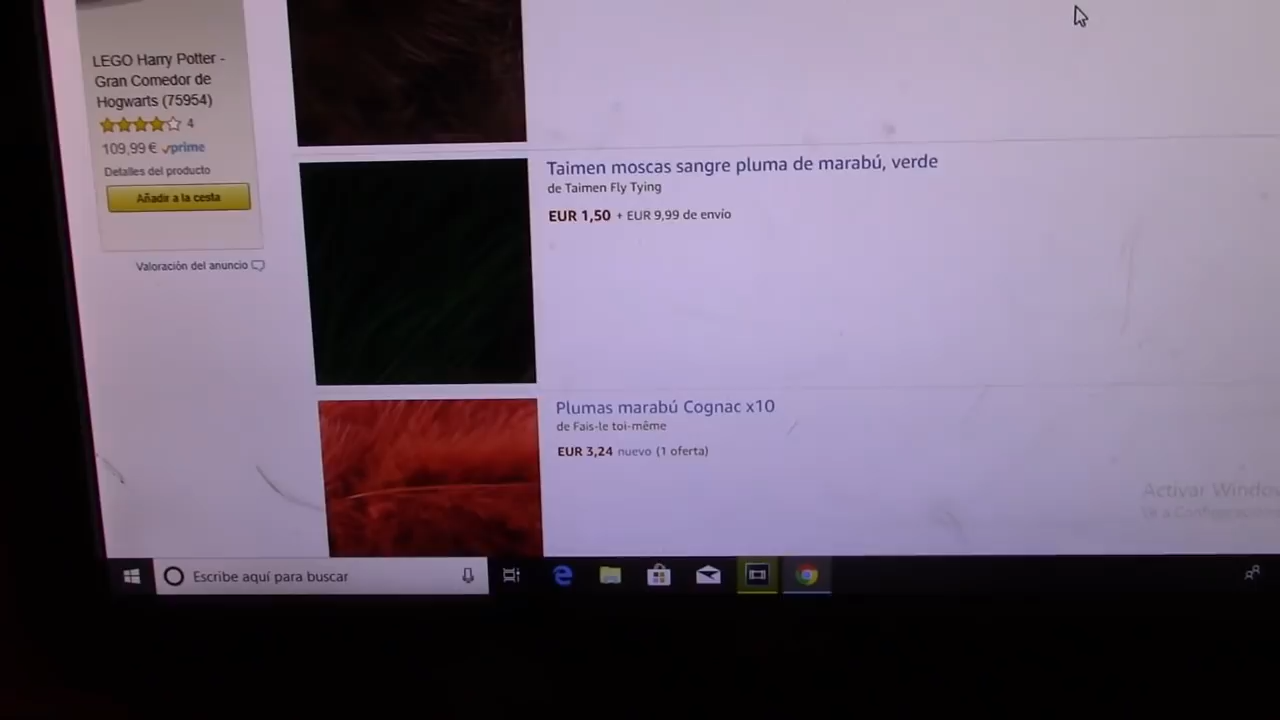 LEGO Harry Potter -
Gran Comedor de
Hogwarts (75954)
4
109,99 € prime
Detalles del producto
Añadir a la cesta
Valoración del anuncio
Taimen moscas sangre pluma de marabú, verde
de Taimen Fly Tying
EUR 1,50 + EUR 9,99 de envío
Plumas marabú Cognac x10
de Fais-le toi-même
EUR 3,24 nuevo (1 oferta)
Activar Window
Ve a Configuración
Escribe aquí para buscar